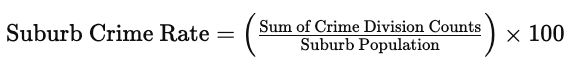 Suburb Crime Rate = (Sum of Crime Division Counts / Suburb Population) × 100